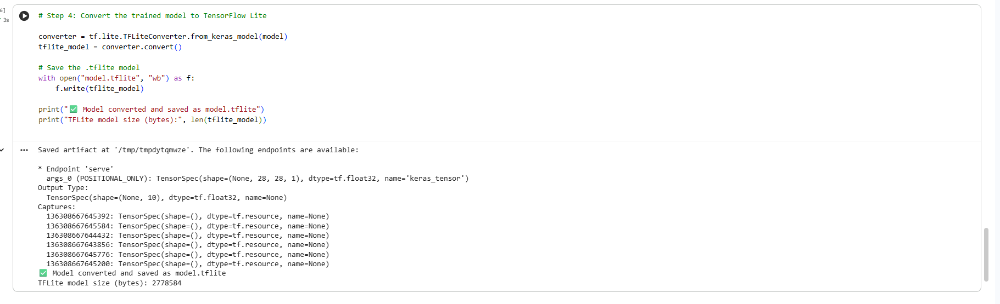 6]
3s
# Step 4: Convert the trained model to TensorFlow Lite
converter = tf.lite.TFLiteConverter.from_keras_model(model)
tflite_model = converter.convert()
# Save the .tflite model
with open("model.tflite", "wb") as f:
    f.write(tflite_model)
print("✅ Model converted and saved as model.tflite")
print("TFLite model size (bytes):", len(tflite_model))
Saved artifact at '/tmp/tmpdytqmwze'. The following endpoints are available:
* Endpoint 'serve'
  args_0 (POSITIONAL_ONLY): TensorSpec(shape=(None, 28, 28, 1), dtype=tf.float32, name='keras_tensor')
Output Type:
  TensorSpec(shape=(None, 10), dtype=tf.float32, name=None)
Captures:
  136308667645392: TensorSpec(shape=(), dtype=tf.resource, name=None)
  136308667645584: TensorSpec(shape=(), dtype=tf.resource, name=None)
  136308667644432: TensorSpec(shape=(), dtype=tf.resource, name=None)
  136308667643856: TensorSpec(shape=(), dtype=tf.resource, name=None)
  136308667645776: TensorSpec(shape=(), dtype=tf.resource, name=None)
  136308667645200: TensorSpec(shape=(), dtype=tf.resource, name=None)
✅ Model converted and saved as model.tflite
TFLite model size (bytes): 2778584